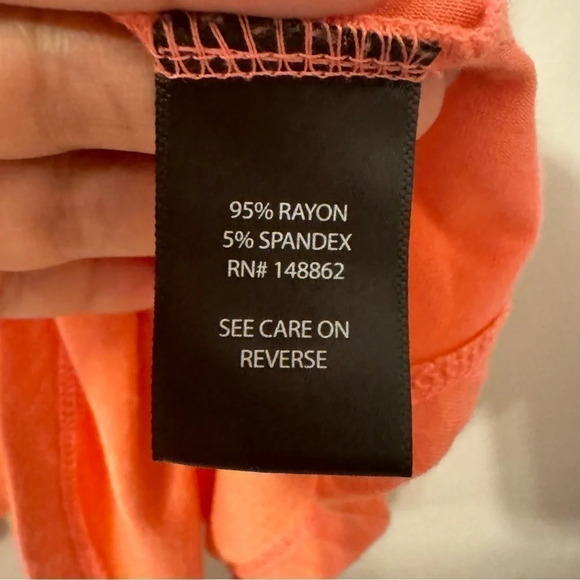 95% RAYON
5% SPANDEX
RN# 148862
SEE CARE ON
REVERSE